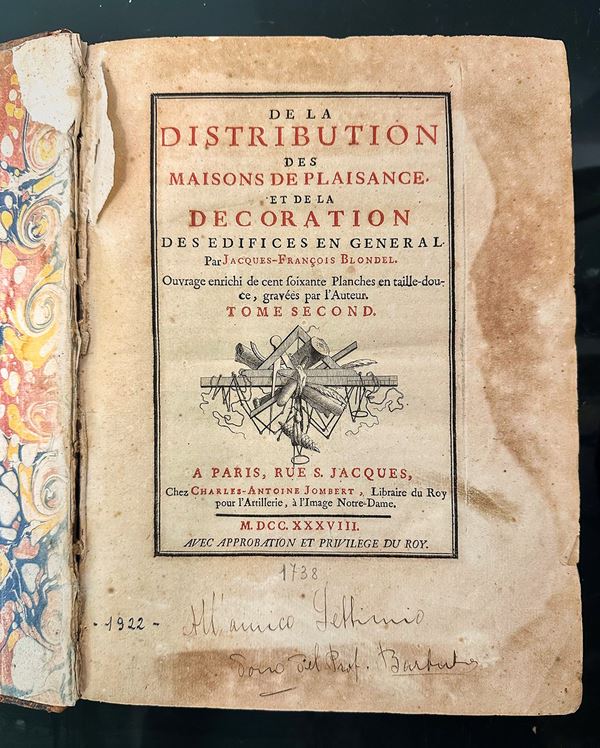 DE LA
DISTRIBUTION
DES
MAISONS DE PLAISANCE.
ET DE LA
DECORATION
DES EDIFICES EN GENERAL.
Par JACQUES-FRANÇOIS BLONDEL.
Ouvrage enrichi de cent ſoixante Planches en taille-dou-
ce, gravées par l'Auteur.
TOME SECOND.
A PARIS, RUE S. JACQUES,
Chez CHARLES-ANTOINE JOMBERT, Libraire du Roy
pour l'Artillerie, à l'Image Notre-Dame.
M. DCC. XXXVIII.
AVEC APPROBATION ET PRIVILEGE DU ROY.
1738
- 1922 - All'amico Settimio
dono del Prof.